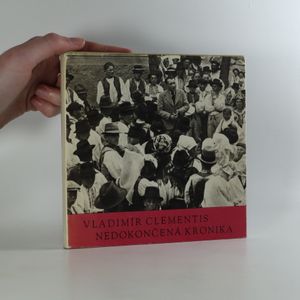 VLADIMÍR CLEMENTIS
NEDOKONČENÁ KRONIKA